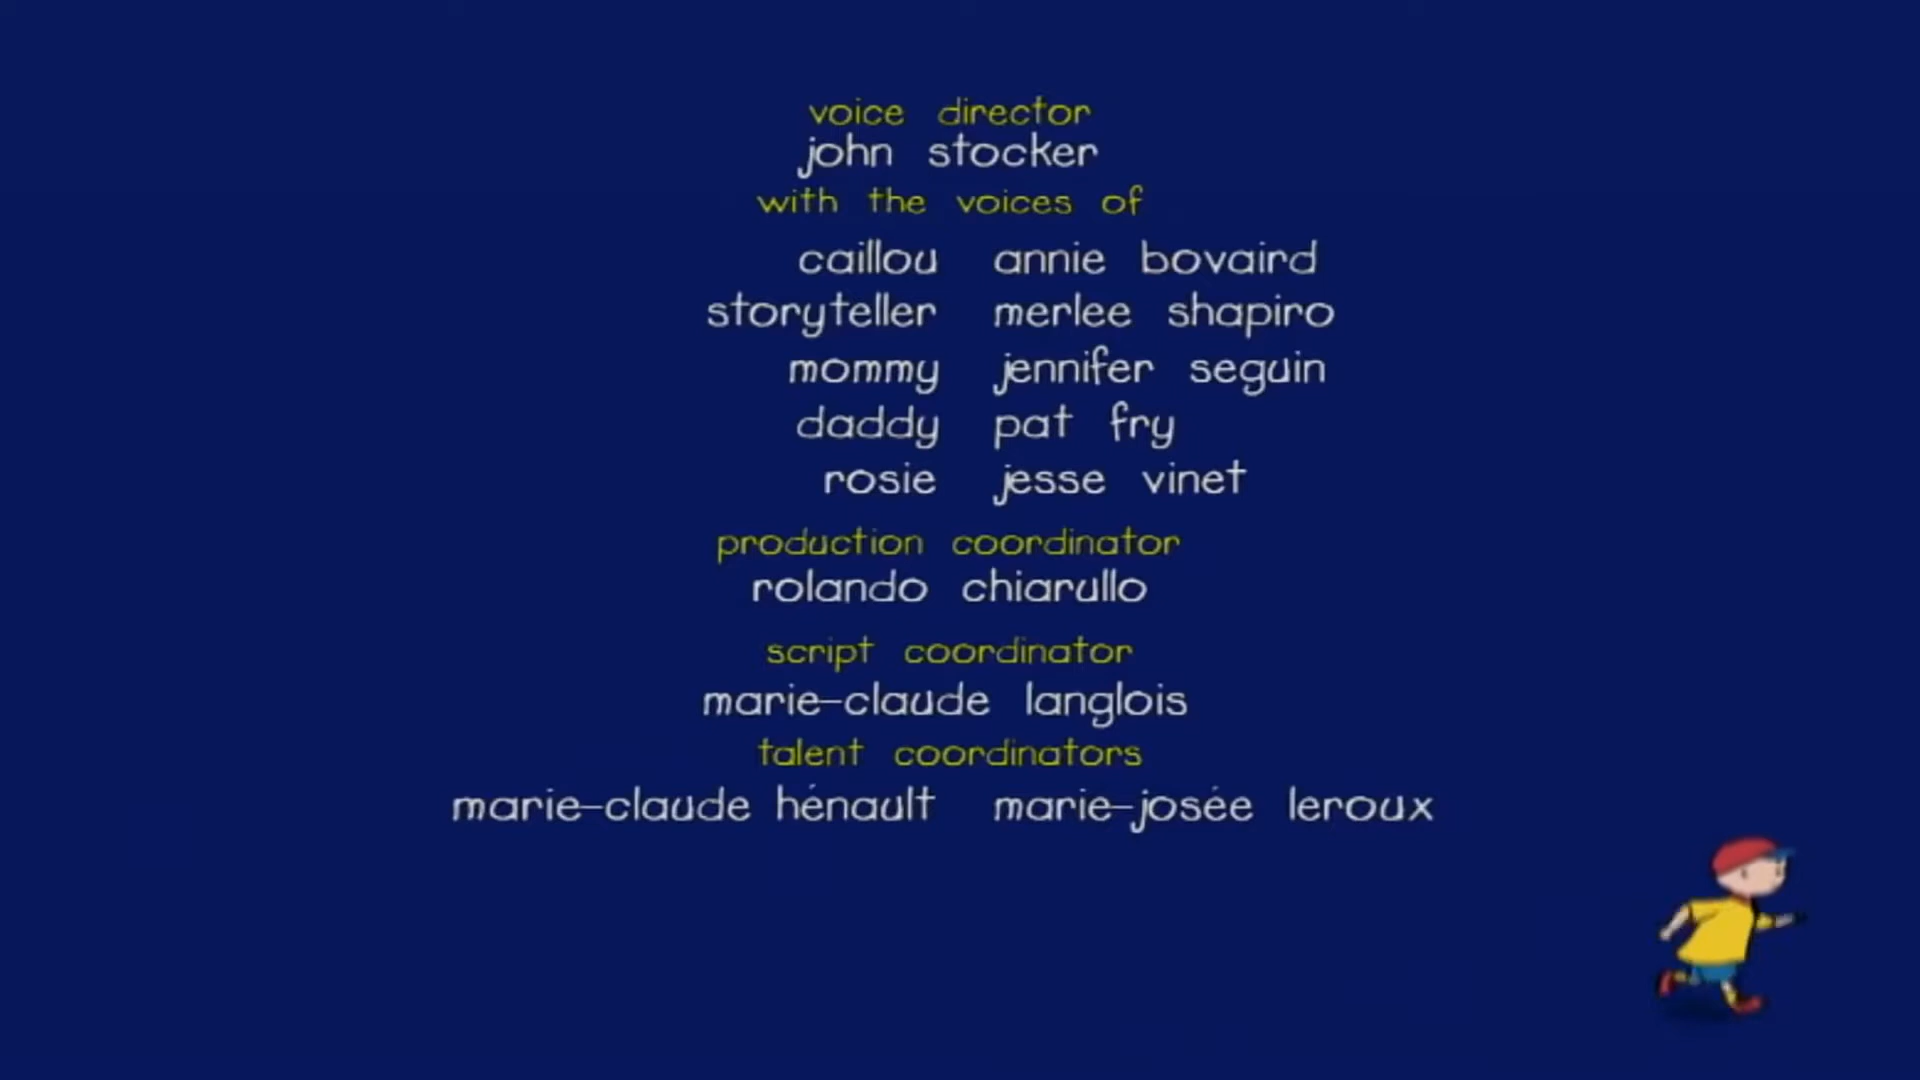 voice director
john stocker
with the voices of
caillou annie bovaird
storyteller merlee shapiro
mommy jennifer seguin
daddy pat fry
rosie jesse vinet
production coordinator
rolando chiarullo
script coordinator
marie-claude langlois
talent coordinators
marie-claude hénault marie-josée leroux